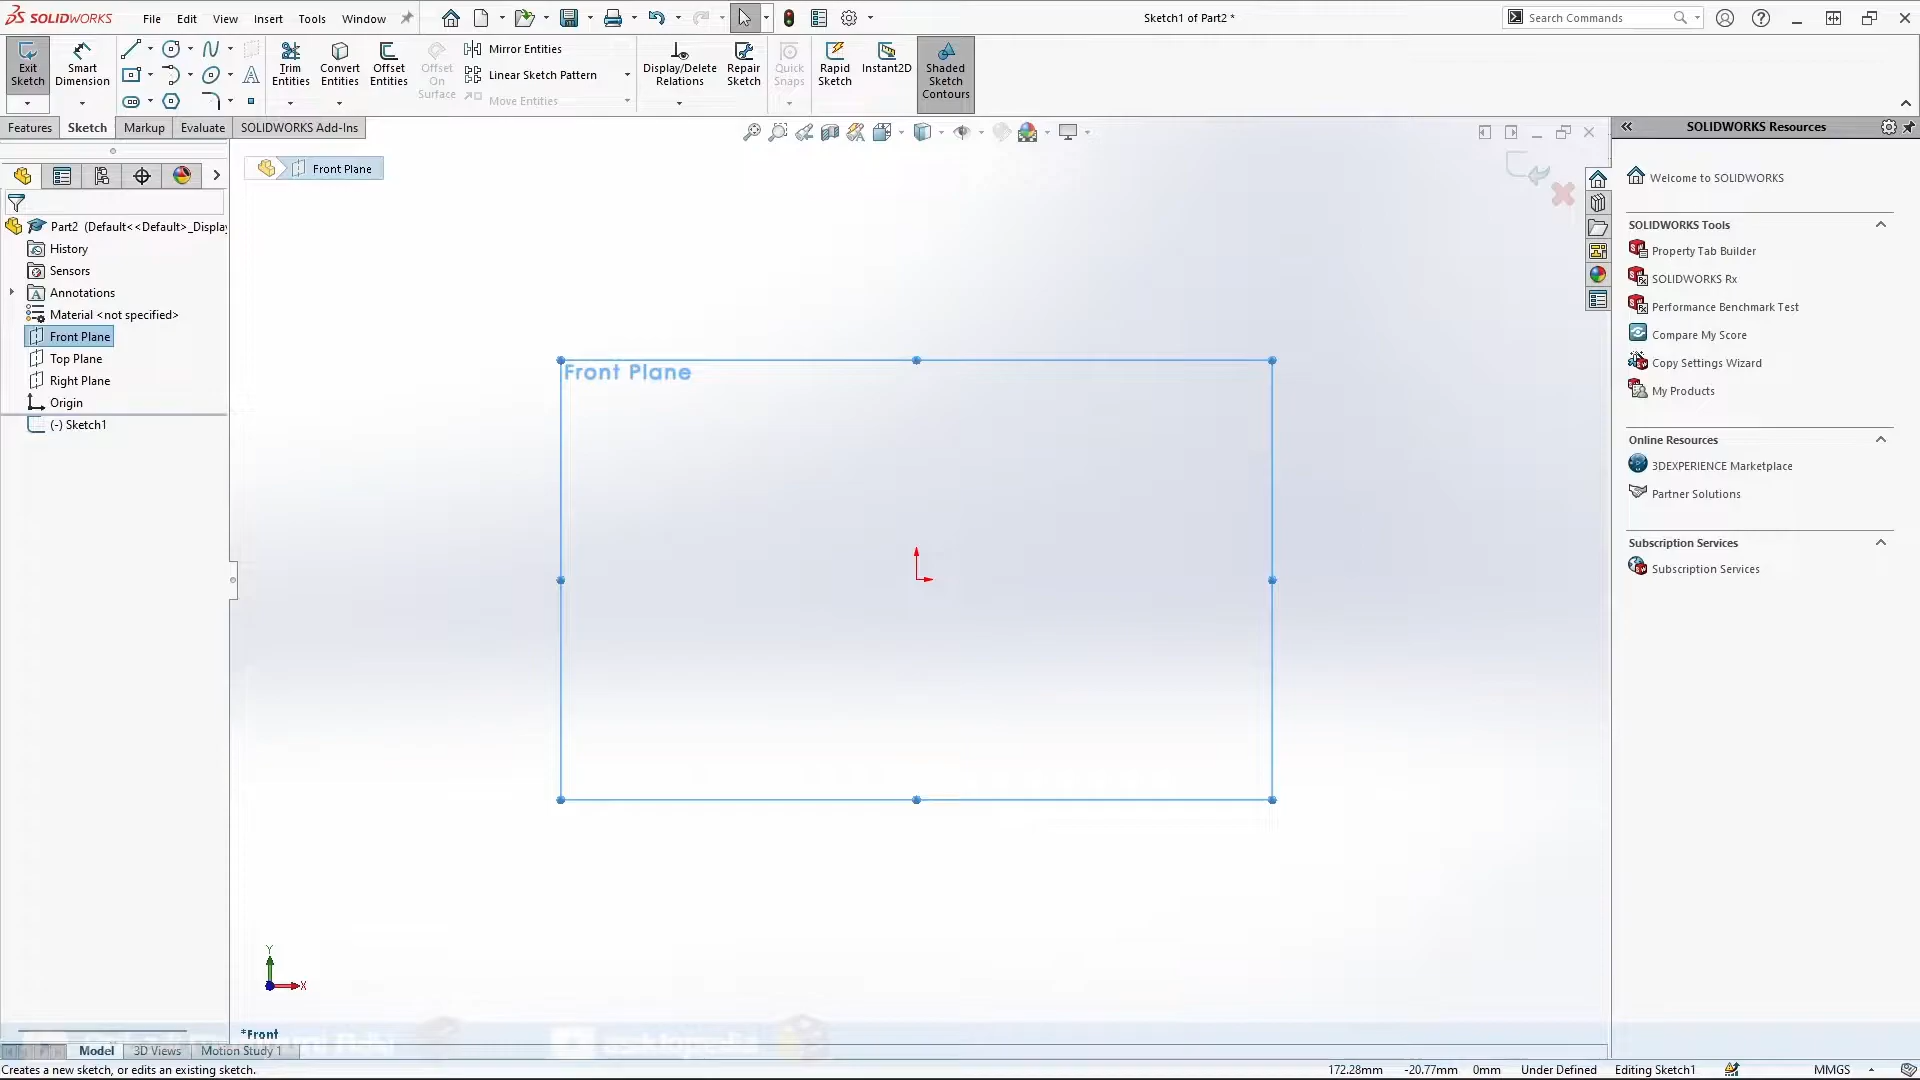 SOLIDWORKS File Edit View Insert Tools Window Sketch1 of Part2 * Search Commands
Exit Sketch
Smart Dimension
Trim Entities
Convert Entities
Offset Entities
Offset On Surface
Mirror Entities
Linear Sketch Pattern
Move Entities
Display/Delete Relations
Repair Sketch
Quick Snaps
Rapid Sketch
Instant2D
Shaded Sketch Contours
Features Sketch Markup Evaluate SOLIDWORKS Add-Ins
SOLIDWORKS Resources
Front Plane
Part2 (Default<<Default>_Display
History
Sensors
Annotations
Material <not specified>
Front Plane
Top Plane
Right Plane
Origin
(-) Sketch1
Front Plane
Y
X
*Front
Welcome to SOLIDWORKS
SOLIDWORKS Tools
Property Tab Builder
SOLIDWORKS Rx
Performance Benchmark Test
Compare My Score
Copy Settings Wizard
My Products
Online Resources
3DEXPERIENCE Marketplace
Partner Solutions
Subscription Services
Subscription Services
Model 3D Views Motion Study 1
Creates a new sketch, or edits an existing sketch. 172.28mm -20.77mm 0mm Under Defined Editing Sketch1 MMGS